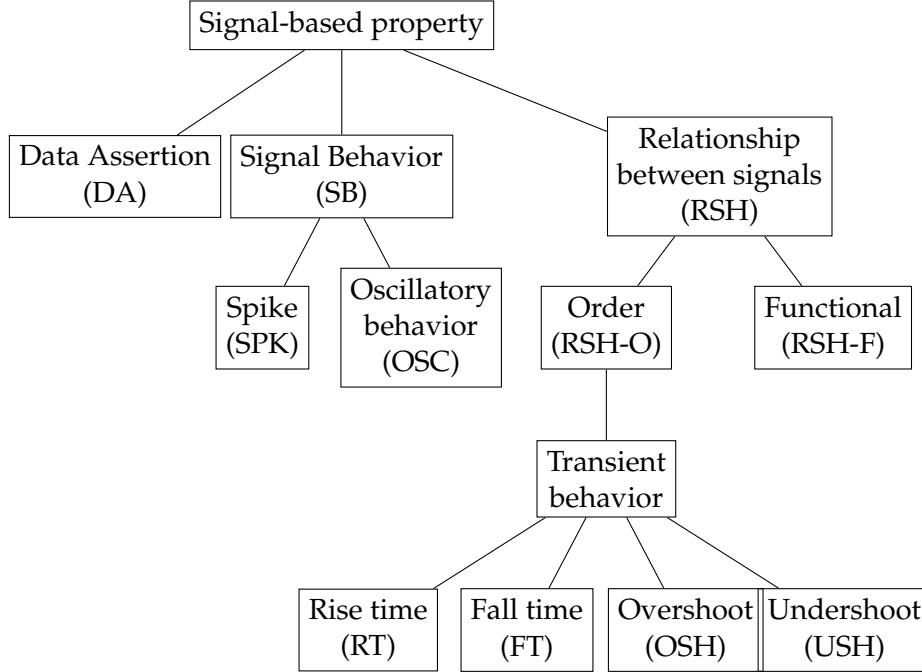 Signal-based property
Data Assertion
(DA)
Signal Behavior
(SB)
Relationship
between signals
(RSH)
Spike
(SPK)
Oscillatory
behavior
(OSC)
Order
(RSH-O)
Functional
(RSH-F)
Transient
behavior
Rise time
(RT)
Fall time
(FT)
Overshoot
(OSH)
Undershoot
(USH)